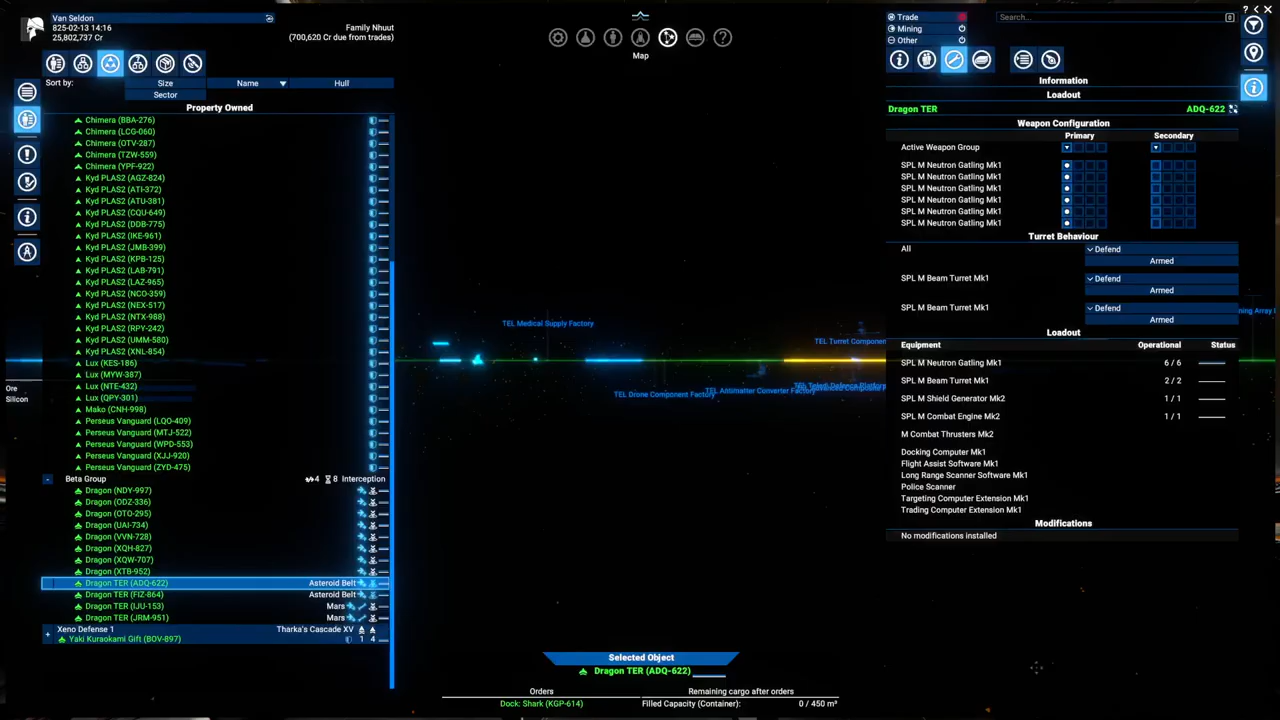 Van Seldon
825-02-13 14:16
25,802,737 Cr
Family Nhuut
(700,620 Cr due from trades)
Map
Trade
Mining
Other
Search...
Sort by:
Size
Name
Hull
Sector
Property Owned
Chimera (BBA-276)
Chimera (LCG-060)
Chimera (OTV-287)
Chimera (TZW-559)
Chimera (YPF-922)
Kyd PLAS2 (AGZ-824)
Kyd PLAS2 (ATI-372)
Kyd PLAS2 (ATU-381)
Kyd PLAS2 (CQU-649)
Kyd PLAS2 (DDB-775)
Kyd PLAS2 (IKE-961)
Kyd PLAS2 (JMB-399)
Kyd PLAS2 (KPB-125)
Kyd PLAS2 (LAB-791)
Kyd PLAS2 (LAZ-965)
Kyd PLAS2 (NCO-359)
Kyd PLAS2 (NEX-517)
Kyd PLAS2 (NTX-988)
Kyd PLAS2 (RPY-242)
Kyd PLAS2 (UMM-580)
Kyd PLAS2 (XNL-854)
Lux (KES-186)
Lux (MYW-387)
Lux (NTE-432)
Lux (QPY-301)
Mako (CNH-998)
Perseus Vanguard (LQO-409)
Perseus Vanguard (MTJ-522)
Perseus Vanguard (WPD-553)
Perseus Vanguard (XJJ-920)
Perseus Vanguard (ZYD-475)
Beta Group 4 8 Interception
Dragon (NDY-997)
Dragon (ODZ-336)
Dragon (OTO-295)
Dragon (UAI-734)
Dragon (VVN-728)
Dragon (XQH-827)
Dragon (XQW-707)
Dragon (XTB-952)
Dragon TER (ADQ-622) Asteroid Belt
Dragon TER (FIZ-864) Asteroid Belt
Dragon TER (IJU-153) Mars
Dragon TER (JRM-951) Mars
Xeno Defense 1 Tharka's Cascade XV
Yaki Kuraokami Gift (BOV-897) 1 4
Ore
Silicon
TEL Medical Supply Factory
TEL Turret Componen
TEL Drone Component Factory
TEL Antimatter Converter Factory
Selected Object
Dragon TER (ADQ-622)
Orders
Remaining cargo after orders
Dock: Shark (KGP-614)
Filled Capacity (Container): 0 / 450 m³
Information
Loadout
Dragon TER ADQ-622
Weapon Configuration
Primary Secondary
Active Weapon Group
SPL M Neutron Gatling Mk1
SPL M Neutron Gatling Mk1
SPL M Neutron Gatling Mk1
SPL M Neutron Gatling Mk1
SPL M Neutron Gatling Mk1
SPL M Neutron Gatling Mk1
Turret Behaviour
All Defend
Armed
SPL M Beam Turret Mk1 Defend
Armed
SPL M Beam Turret Mk1 Defend
Armed
Loadout
Equipment Operational Status
SPL M Neutron Gatling Mk1 6 / 6
SPL M Beam Turret Mk1 2 / 2
SPL M Shield Generator Mk2 1 / 1
SPL M Combat Engine Mk2 1 / 1
M Combat Thrusters Mk2
Docking Computer Mk1
Flight Assist Software Mk1
Long Range Scanner Software Mk1
Police Scanner
Targeting Computer Extension Mk1
Trading Computer Extension Mk1
Modifications
No modifications installed